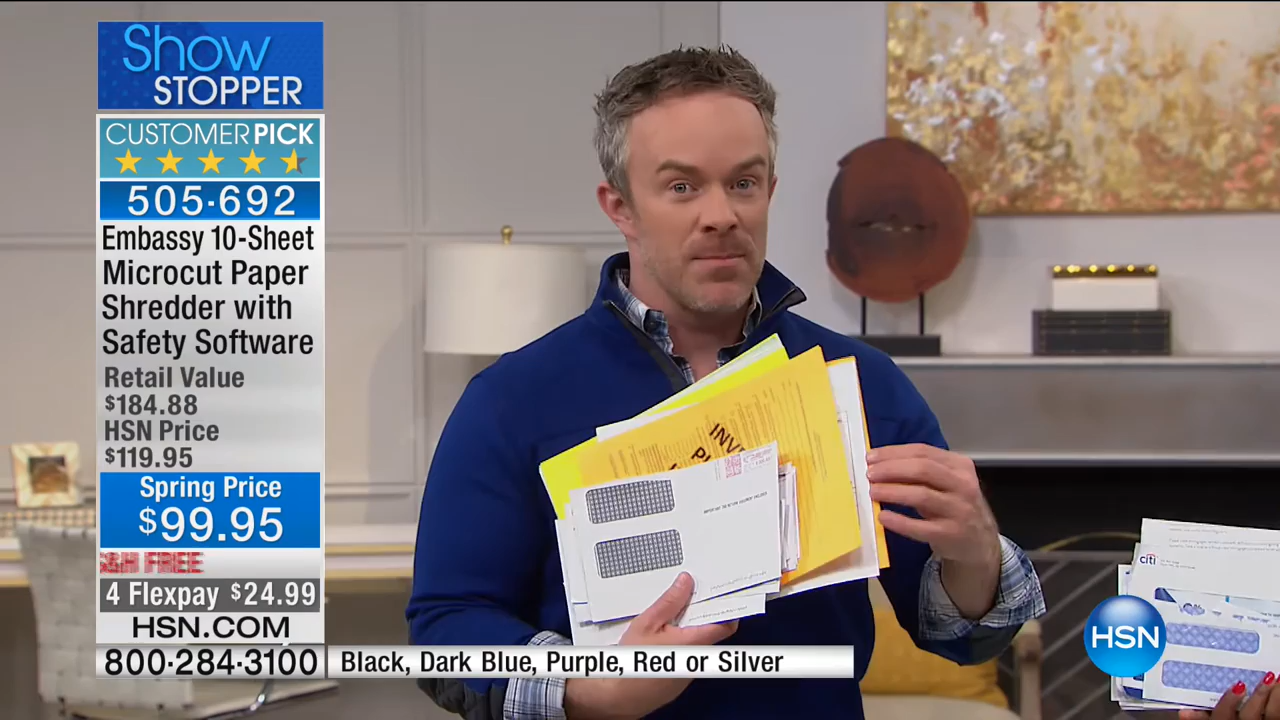 Show
STOPPER
CUSTOMER PICK
505-692
Embassy 10-Sheet
Microcut Paper
Shredder with
Safety Software
Retail Value
$184.88
HSN Price
$119.95
Spring Price
$99.95
S&H FREE
4 Flexpay $24.99
HSN.COM
800-284-3100
Black, Dark Blue, Purple, Red or Silver
INV
citi
HSN